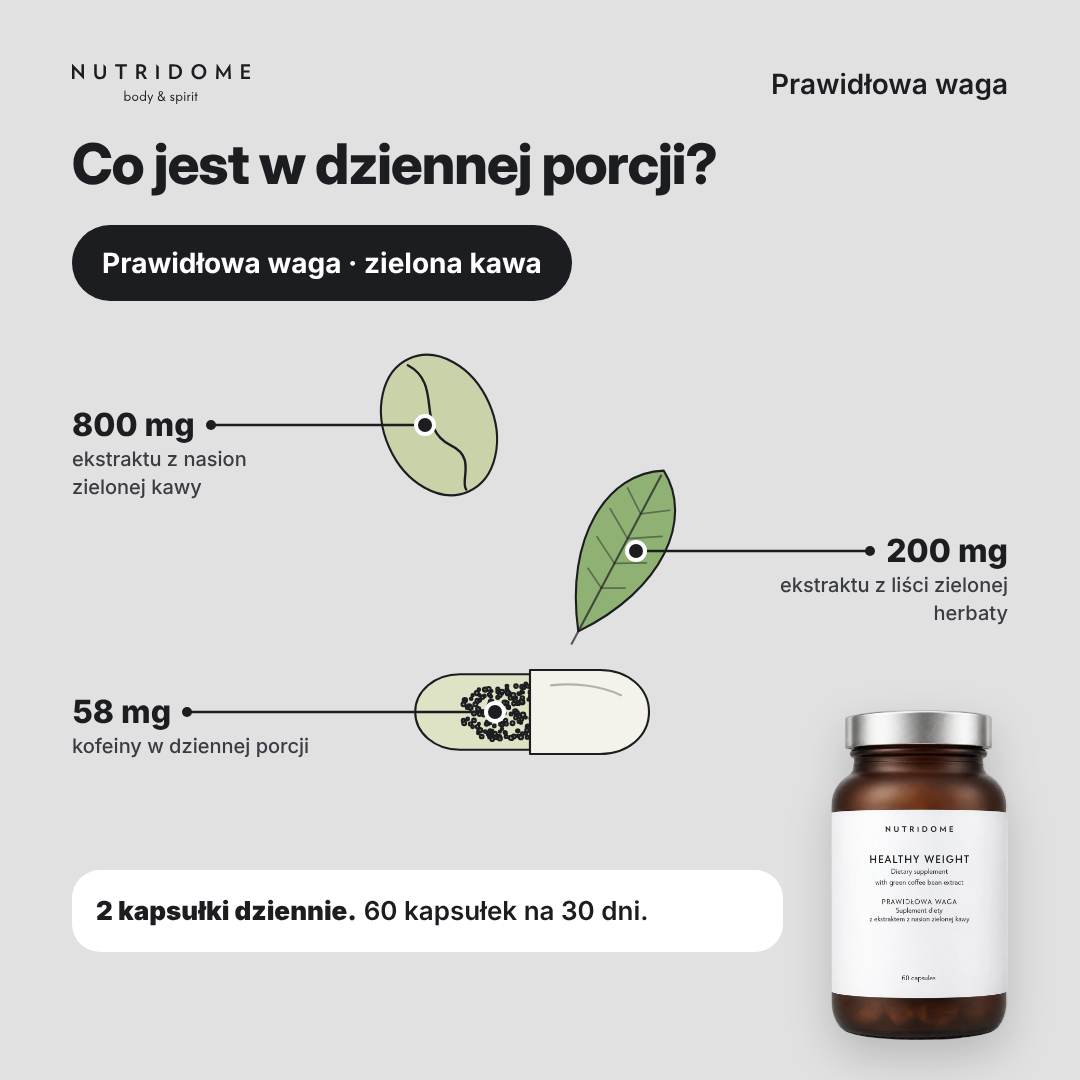 NUTRIDOME
body & spirit
Prawidłowa waga
Co jest w dziennej porcji?
Prawidłowa waga · zielona kawa
800 mg
ekstraktu z nasion
zielonej kawy
200 mg
ekstraktu z liści zielonej
herbaty
58 mg
kofeiny w dziennej porcji
2 kapsułki dziennie. 60 kapsułek na 30 dni.
NUTRIDOME
HEALTHY WEIGHT
Dietary supplement
with green coffee bean extract
PRAWIDŁOWA WAGA
Suplement diety
z ekstraktem z nasion zielonej kawy
60 capsules